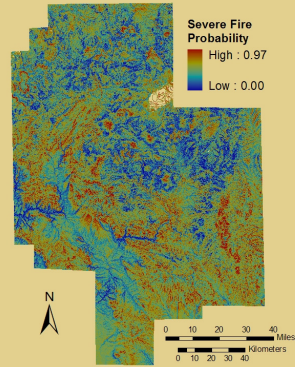 Severe Fire
Probability
High : 0.97
Low : 0.00
N
0 10 20 30 40
Miles
Kilometers
0 10 20 30 40